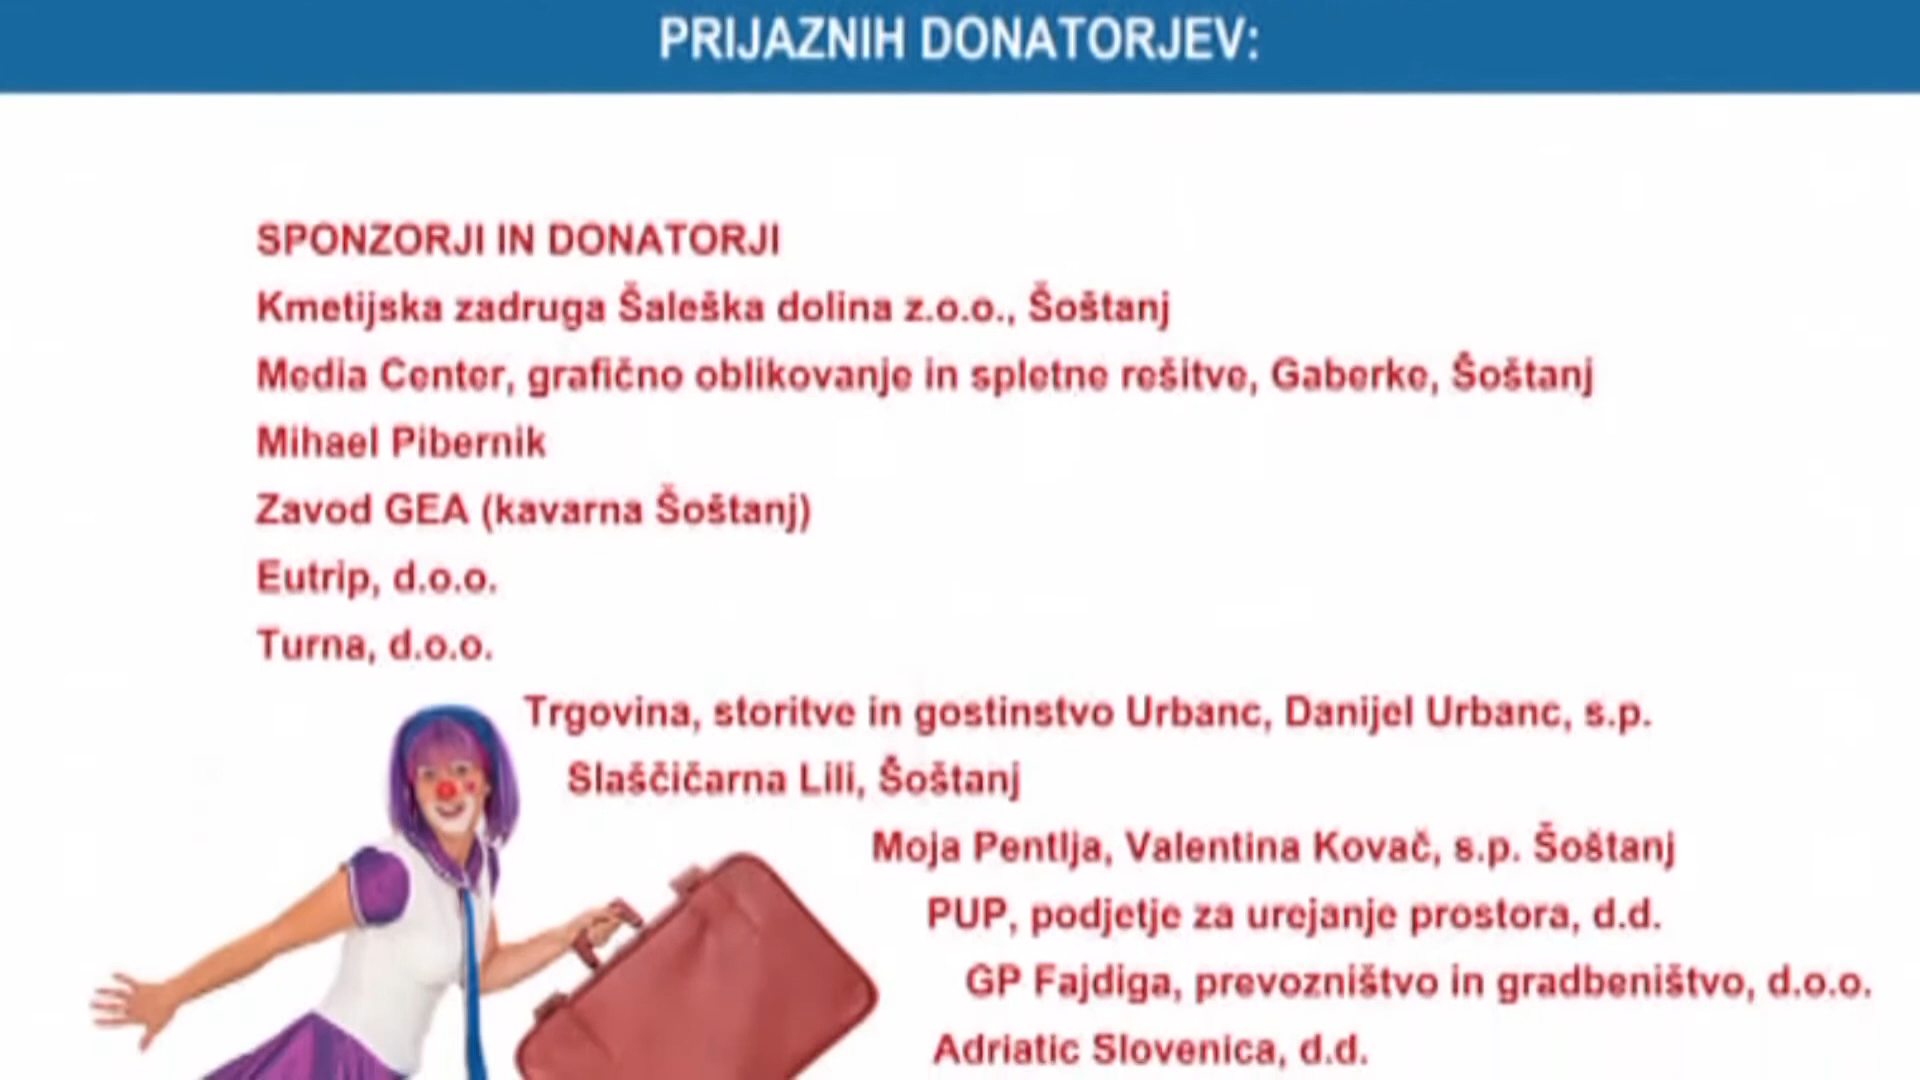 PRIJAZNIH DONATORJEV:
SPONZORJI IN DONATORJI
Kmetijska zadruga Šaleška dolina z.o.o., Šoštanj
Media Center, grafično oblikovanje in spletne rešitve, Gaberke, Šoštanj
Mihael Pibernik
Zavod GEA (kavarna Šoštanj)
Eutrip, d.o.o.
Turna, d.o.o.
Trgovina, storitve in gostinstvo Urbanc, Danijel Urbanc, s.p.
Slaščičarna Lili, Šoštanj
Moja Pentlja, Valentina Kovač, s.p. Šoštanj
PUP, podjetje za urejanje prostora, d.d.
GP Fajdiga, prevozništvo in gradbeništvo, d.o.o.
Adriatic Slovenica, d.d.